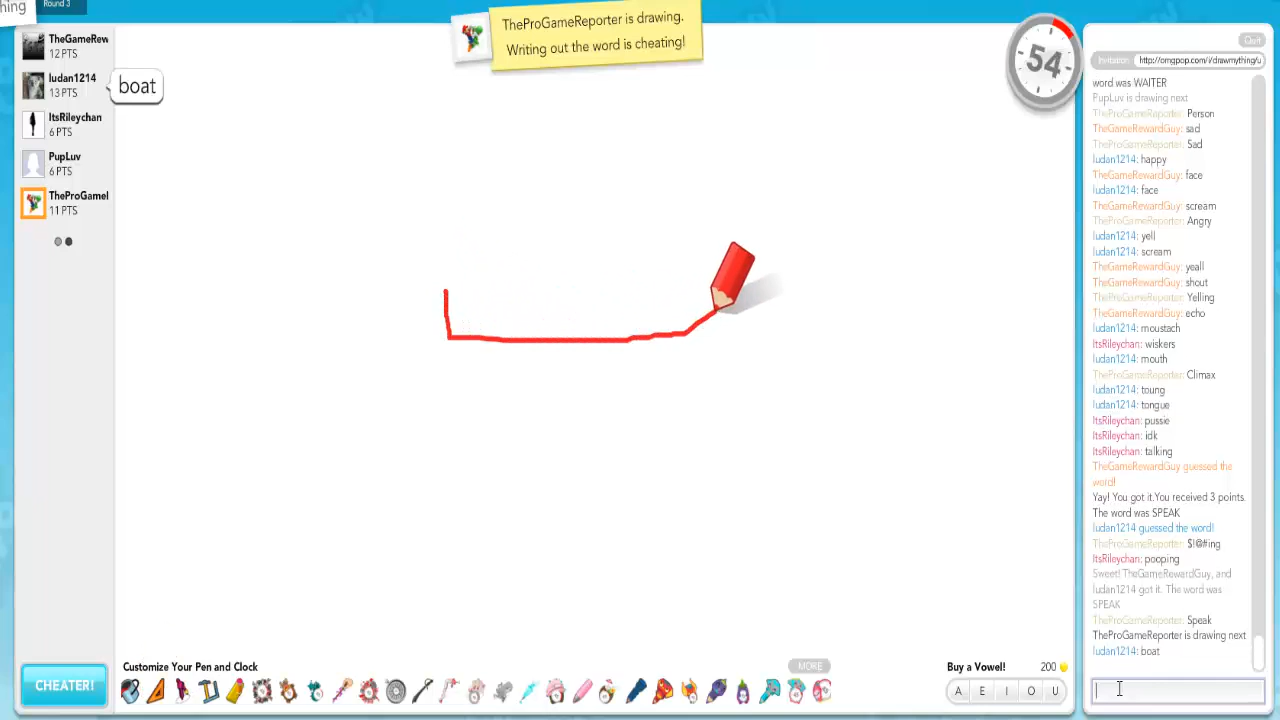 hing
Round 3
TheProGameReporter is drawing.
Writing out the word is cheating!
54
Quit
Invitation http://omgpop.com/i/drawmything/u
TheGameRew
12 PTS
ludan1214
13 PTS
boat
ItsRileychan
6 PTS
PupLuv
6 PTS
TheProGameI
11 PTS
word was WAITER
PupLuv is drawing next
TheProGameReporter: Person
TheGameRewardGuy: sad
TheProGameReporter: Sad
ludan1214: happy
TheGameRewardGuy: face
ludan1214: face
TheGameRewardGuy: scream
TheProGameReporter: Angry
ludan1214: yell
ludan1214: scream
TheGameRewardGuy: yeall
TheGameRewardGuy: shout
TheProGameReporter: Yelling
TheGameRewardGuy: echo
ludan1214: moustach
ItsRileychan: wiskers
ludan1214: mouth
TheProGameReporter: Climax
ludan1214: toung
ludan1214: tongue
ItsRileychan: pussie
ItsRileychan: idk
ItsRileychan: talking
TheGameRewardGuy guessed the
word!
Yay! You got it.You received 3 points.
The word was SPEAK
ludan1214 guessed the word!
TheProGameReporter: $!@#ing
ItsRileychan: pooping
Sweet! TheGameRewardGuy, and
ludan1214 got it. The word was
SPEAK
TheProGameReporter: Speak
TheProGameReporter is drawing next
ludan1214: boat
CHEATER!
Customize Your Pen and Clock
MORE
Buy a Vowel! 200
A E I O U